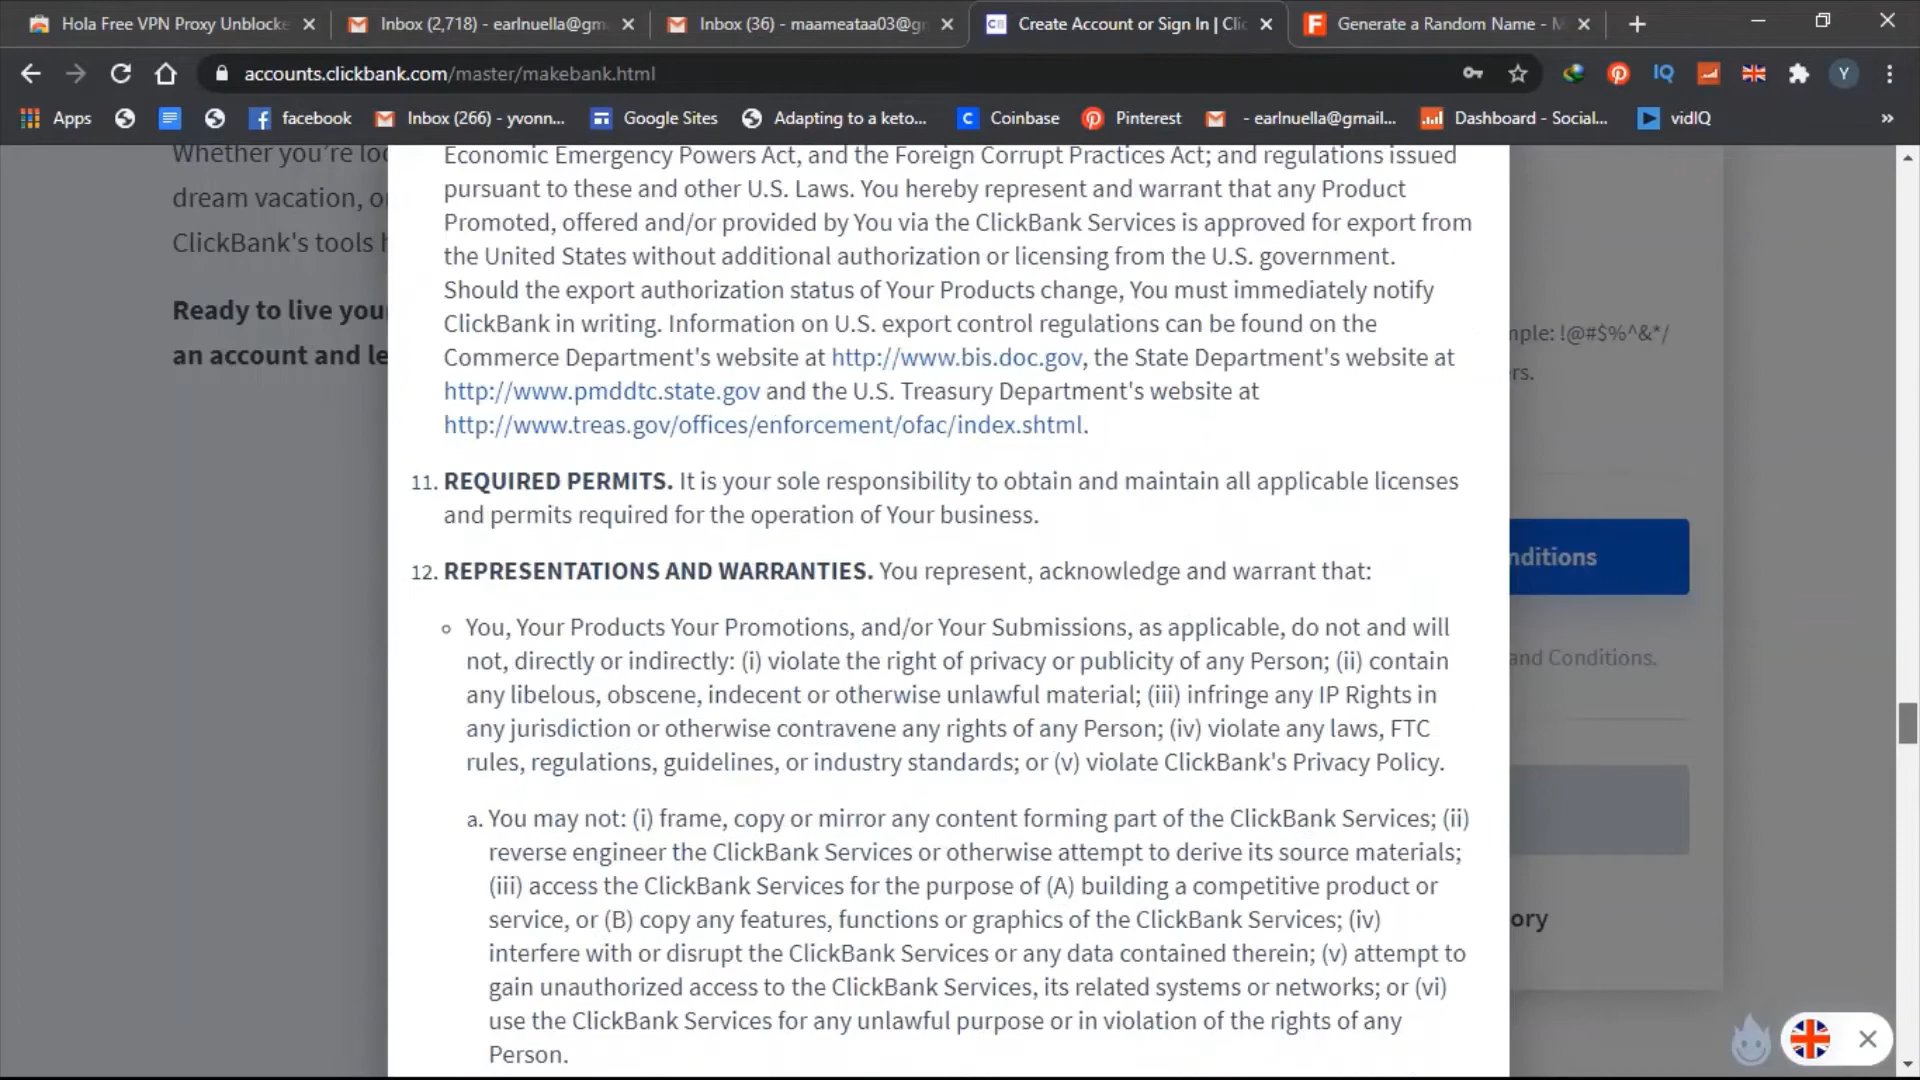 Hola Free VPN Proxy Unblocke
Inbox (2,718) - earlnuella@gm
Inbox (36) - maameataa03@g
CB
Create Account or Sign In | Clic
F
Generate a Random Name -
accounts.clickbank.com/master/makebank.html
IQ
Y
Apps
facebook
Inbox (266) - yvonn...
Google Sites
Adapting to a keto...
C
Coinbase
Pinterest
- earlnuella@gmail...
Dashboard - Social...
vidIQ
»
Whether you're loo
dream vacation, o
ClickBank's tools h
Ready to live you
an account and le
Economic Emergency Powers Act, and the Foreign Corrupt Practices Act; and regulations issued
pursuant to these and other U.S. Laws. You hereby represent and warrant that any Product
Promoted, offered and/or provided by You via the ClickBank Services is approved for export from
the United States without additional authorization or licensing from the U.S. government.
Should the export authorization status of Your Products change, You must immediately notify
ClickBank in writing. Information on U.S. export control regulations can be found on the
Commerce Department's website at http://www.bis.doc.gov, the State Department's website at
http://www.pmddtc.state.gov and the U.S. Treasury Department's website at
http://www.treas.gov/offices/enforcement/ofac/index.shtml.
11. REQUIRED PERMITS. It is your sole responsibility to obtain and maintain all applicable licenses
and permits required for the operation of Your business.
12. REPRESENTATIONS AND WARRANTIES. You represent, acknowledge and warrant that:
You, Your Products Your Promotions, and/or Your Submissions, as applicable, do not and will
not, directly or indirectly: (i) violate the right of privacy or publicity of any Person; (ii) contain
any libelous, obscene, indecent or otherwise unlawful material; (iii) infringe any IP Rights in
any jurisdiction or otherwise contravene any rights of any Person; (iv) violate any laws, FTC
rules, regulations, guidelines, or industry standards; or (v) violate ClickBank's Privacy Policy.
a. You may not: (i) frame, copy or mirror any content forming part of the ClickBank Services; (ii)
reverse engineer the ClickBank Services or otherwise attempt to derive its source materials;
(iii) access the ClickBank Services for the purpose of (A) building a competitive product or
service, or (B) copy any features, functions or graphics of the ClickBank Services; (iv)
interfere with or disrupt the ClickBank Services or any data contained therein; (v) attempt to
gain unauthorized access to the ClickBank Services, its related systems or networks; or (vi)
use the ClickBank Services for any unlawful purpose or in violation of the rights of any
Person.
mple: !@#$%^&*/
rs.
nditions
and Conditions.
ory